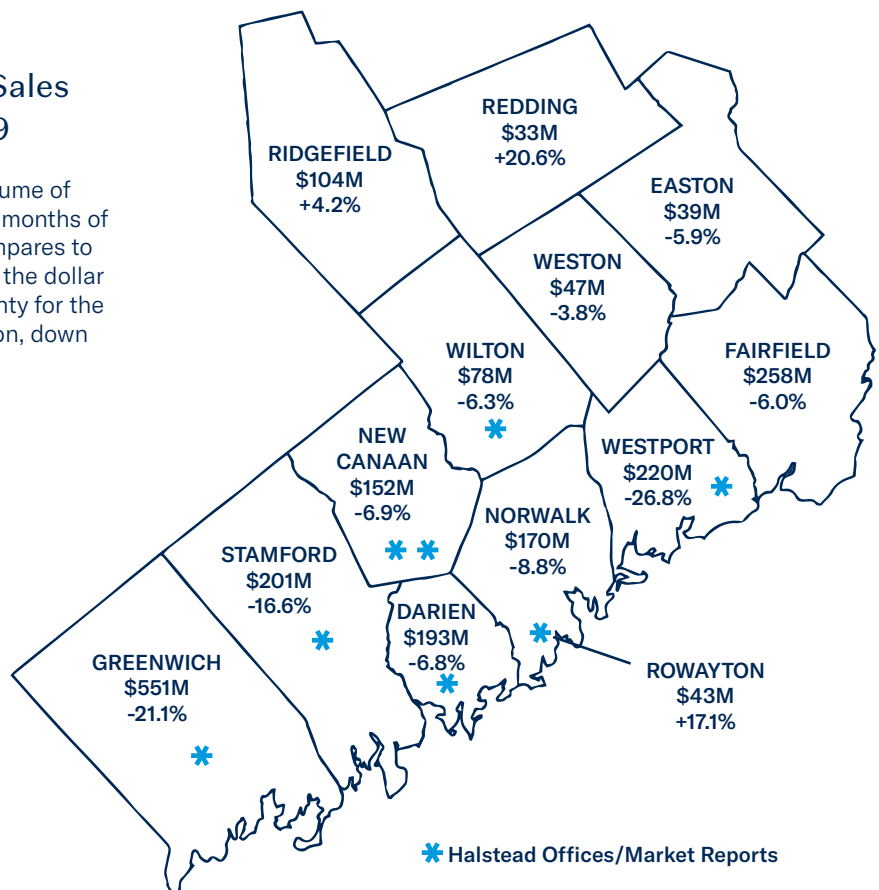 Sales
9
ume of
months of
mpares to
the dollar
nty for the
on, down
REDDING
$33M
+20.6%
RIDGEFIELD
$104M
+4.2%
EASTON
$39M
-5.9%
WESTON
$47M
-3.8%
WILTON
$78M
-6.3%
FAIRFIELD
$258M
-6.0%
NEW
CANAAN
$152M
-6.9%
WESTPORT
$220M
-26.8%
NORWALK
$170M
-8.8%
STAMFORD
$201M
-16.6%
DARIEN
$193M
-6.8%
GREENWICH
$551M
-21.1%
ROWAYTON
$43M
+17.1%
Halstead Offices/Market Reports